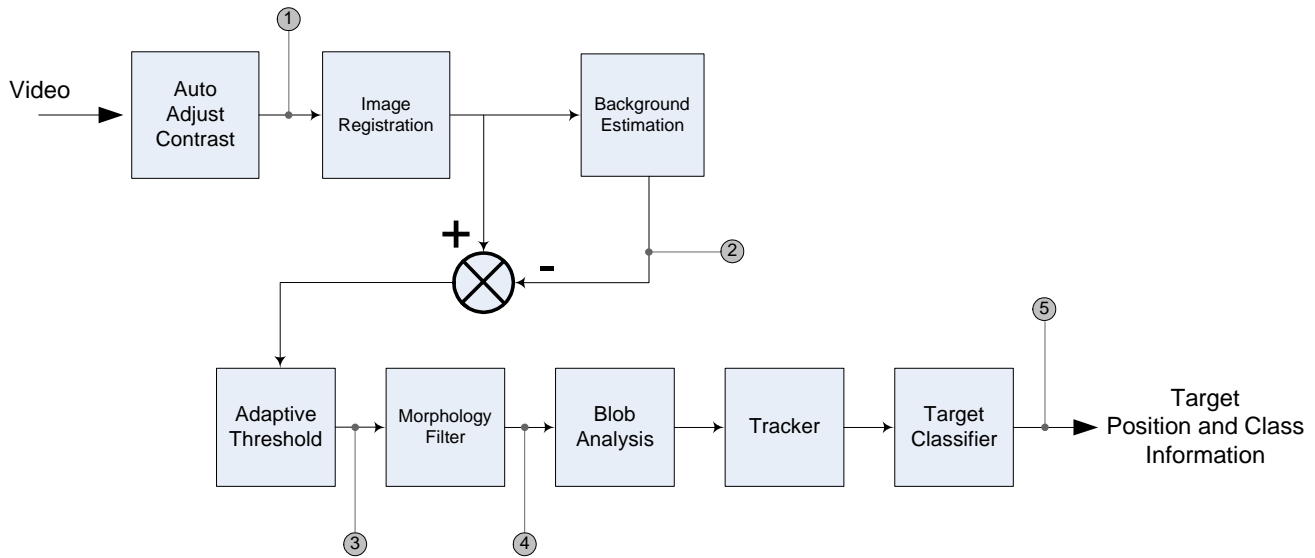 1
Video
Auto
Adjust
Contrast
Image
Registration
Background
Estimation
+
-
2
5
Adaptive
Threshold
Morphology
Filter
Blob
Analysis
Tracker
Target
Classifier
Target
Position and Class
Information
3
4